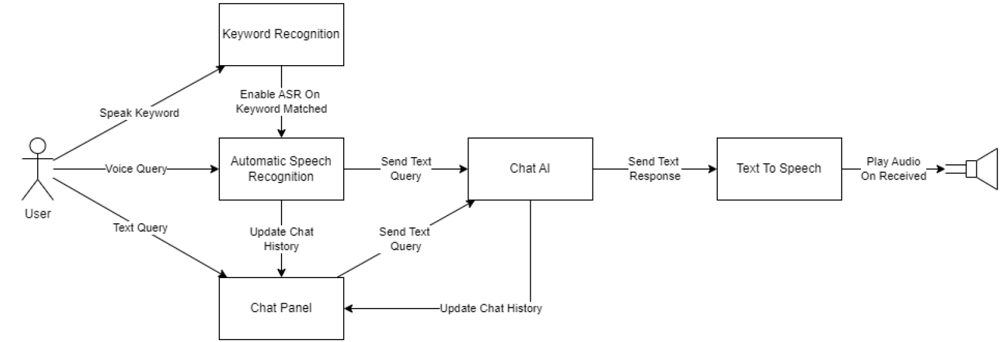 Keyword Recognition
Enable ASR On
Keyword Matched
Speak Keyword
User
Voice Query
Automatic Speech
Recognition
Send Text
Query
Chat AI
Send Text
Response
Text To Speech
Play Audio
On Received
Text Query
Update Chat
History
Send Text
Query
Chat Panel
Update Chat History